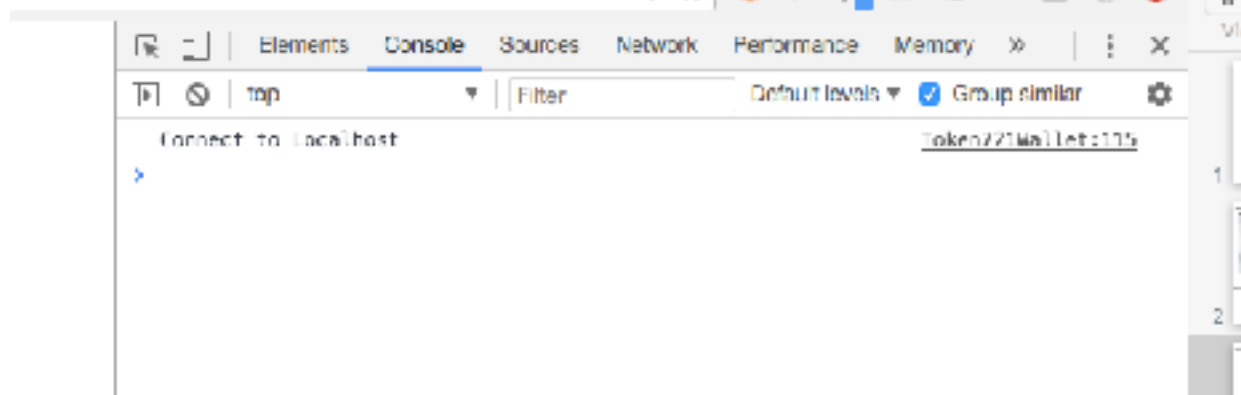 Elements Console Sources Network Performance Memory »
top Filter Default levels Group similar
Connect to Localhost Token721Wallet:115
1
2